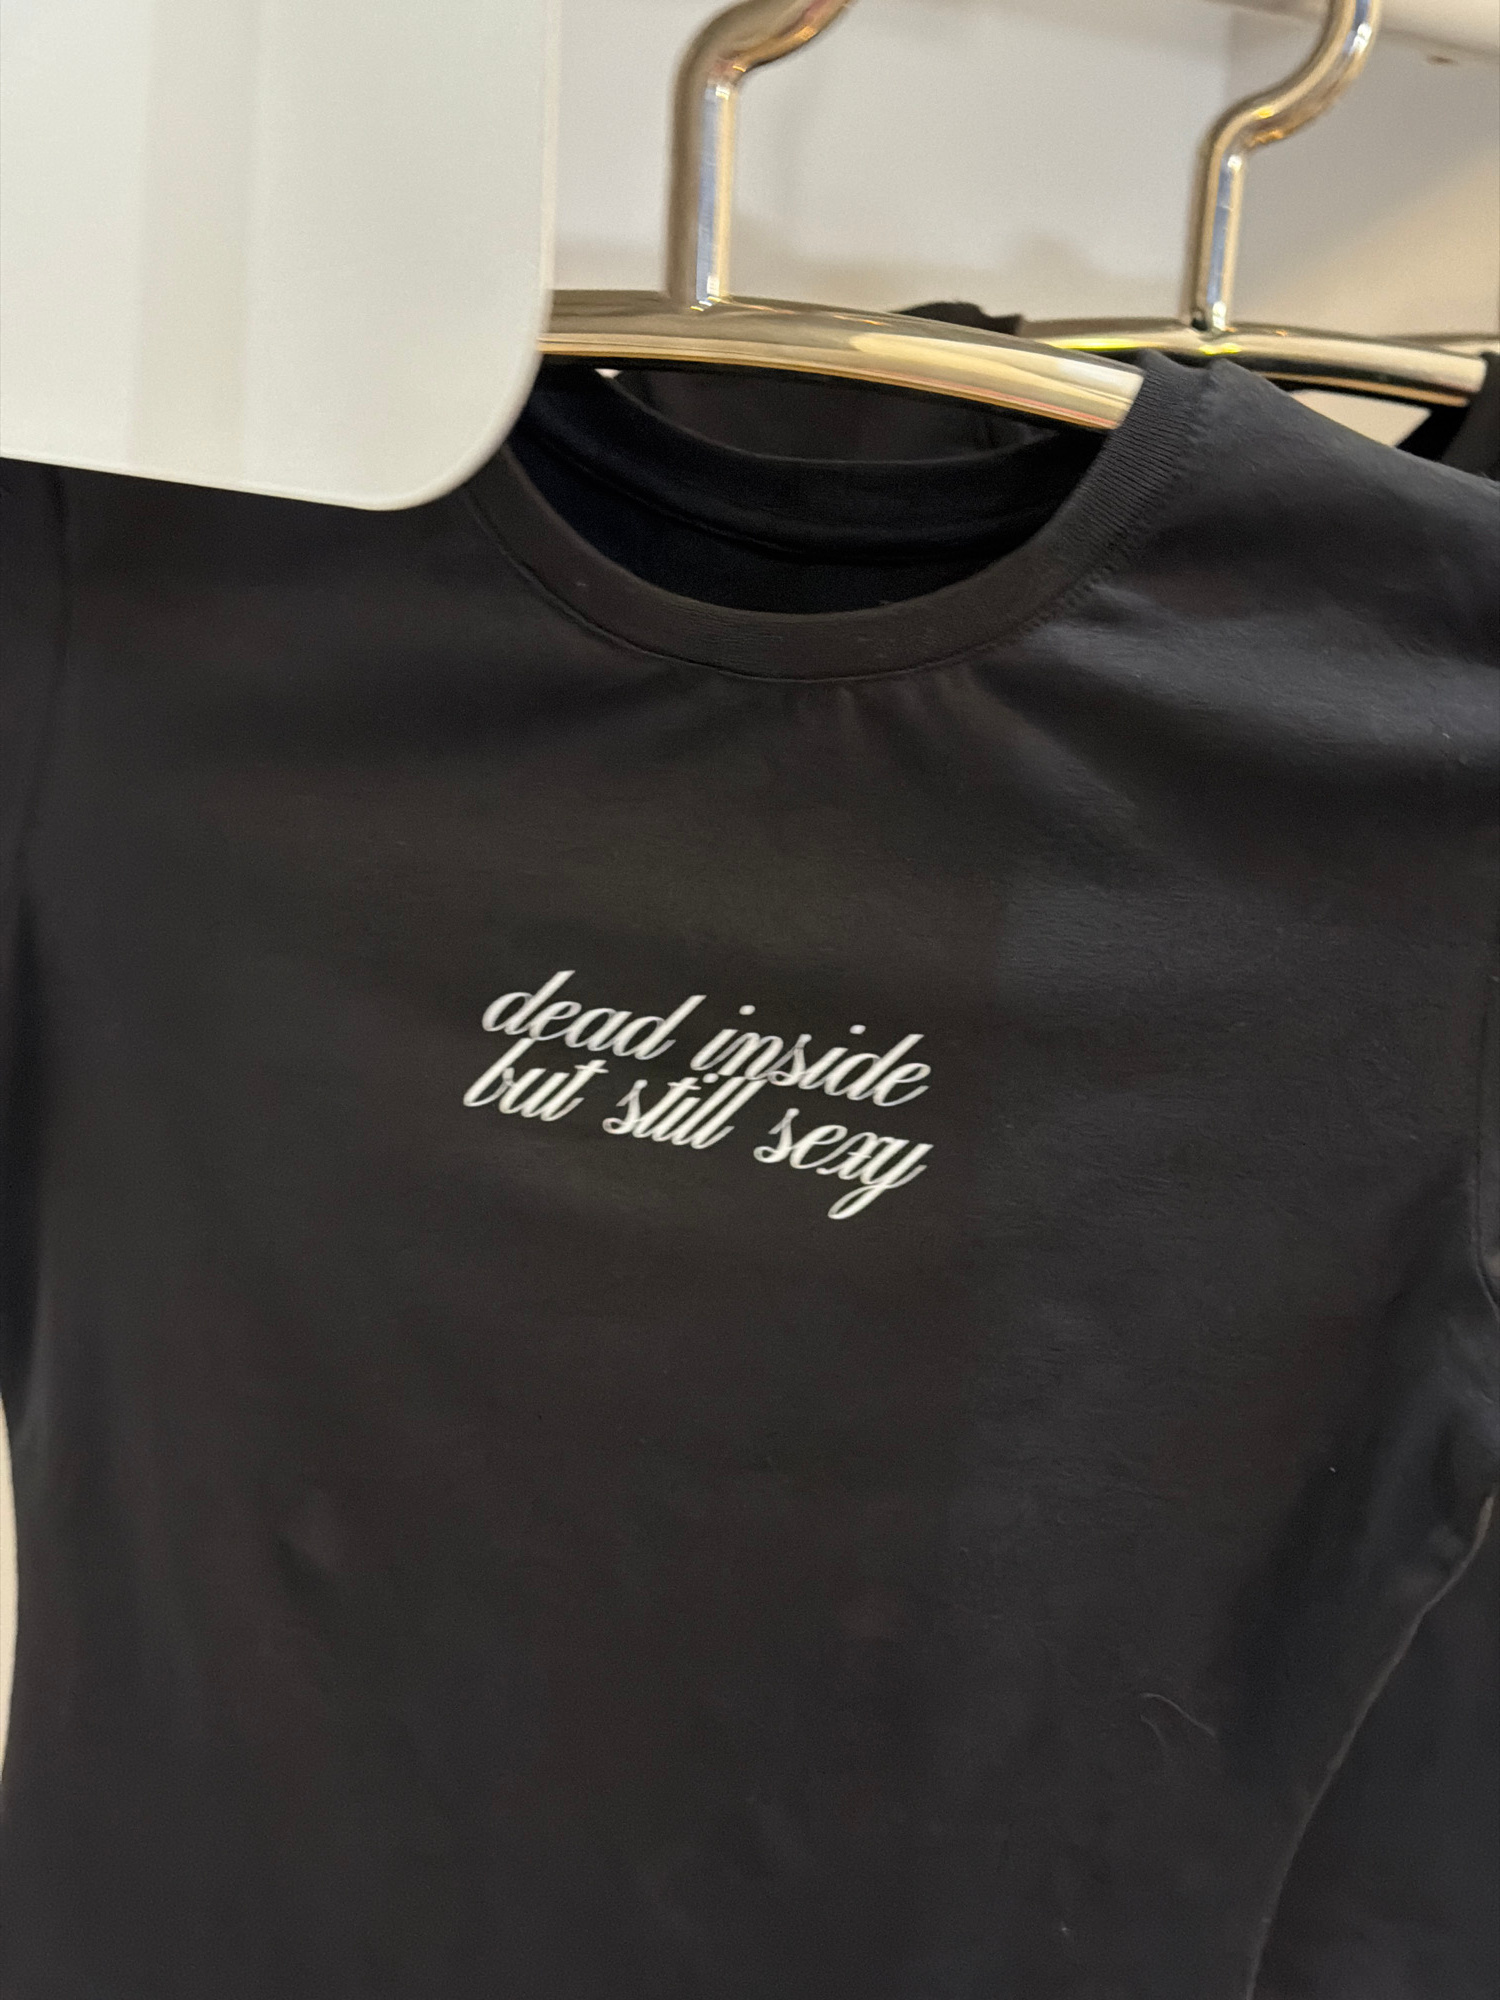 dead inside
but still sexy